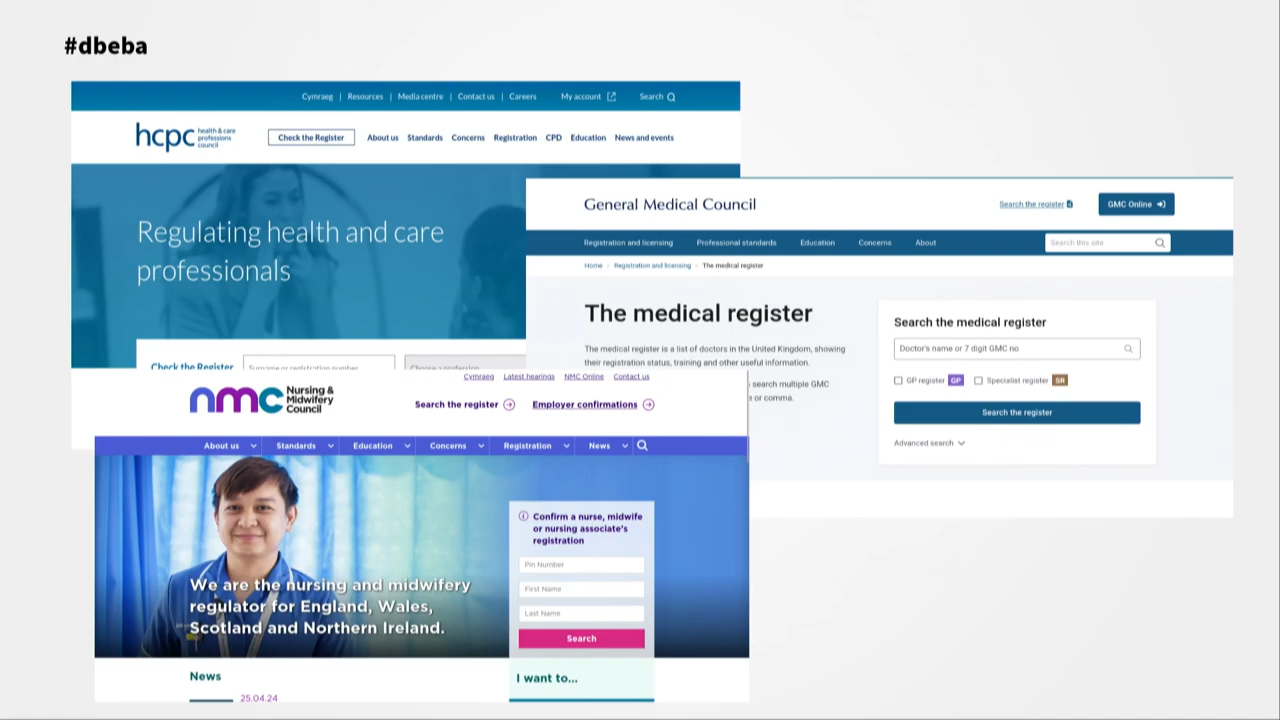 #dbeba
Cymraeg | Resources | Media centre | Contact us | Careers My account Search
hcpc health & care
professions
council
Check the Register About us Standards Concerns Registration CPD Education News and events
Regulating health and care
professionals
Check the Register Surname or registration number Choose a profession
General Medical Council
Search the register
GMC Online
Registration and licensing Professional standards Education Concerns About
Search this site
Home Registration and licensing The medical register
The medical register
The medical register is a list of doctors in the United Kingdom, showing
their registration status, training and other useful information.
search multiple GMC
or comma.
Search the medical register
Doctor's name or 7 digit GMC no
GP register GP Specialist register SR
Search the register
Advanced search
Cymraeg Latest hearings NMC Online Contact us
nmc Nursing &
Midwifery
Council
Search the register Employer confirmations
About us Standards Education Concerns Registration News
We are the nursing and midwifery
regulator for England, Wales,
Scotland and Northern Ireland.
Confirm a nurse, midwife
or nursing associate's
registration
Pin Number
First Name
Last Name
Search
News
25.04.24
I want to...